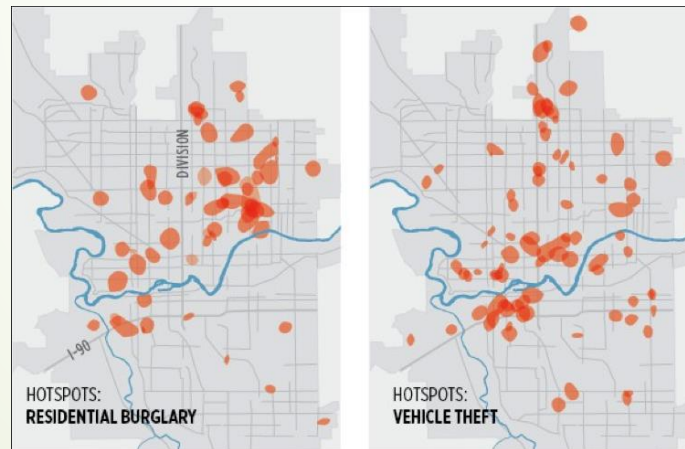 DIVISION
I-90
HOTSPOTS:
RESIDENTIAL BURGLARY
HOTSPOTS:
VEHICLE THEFT